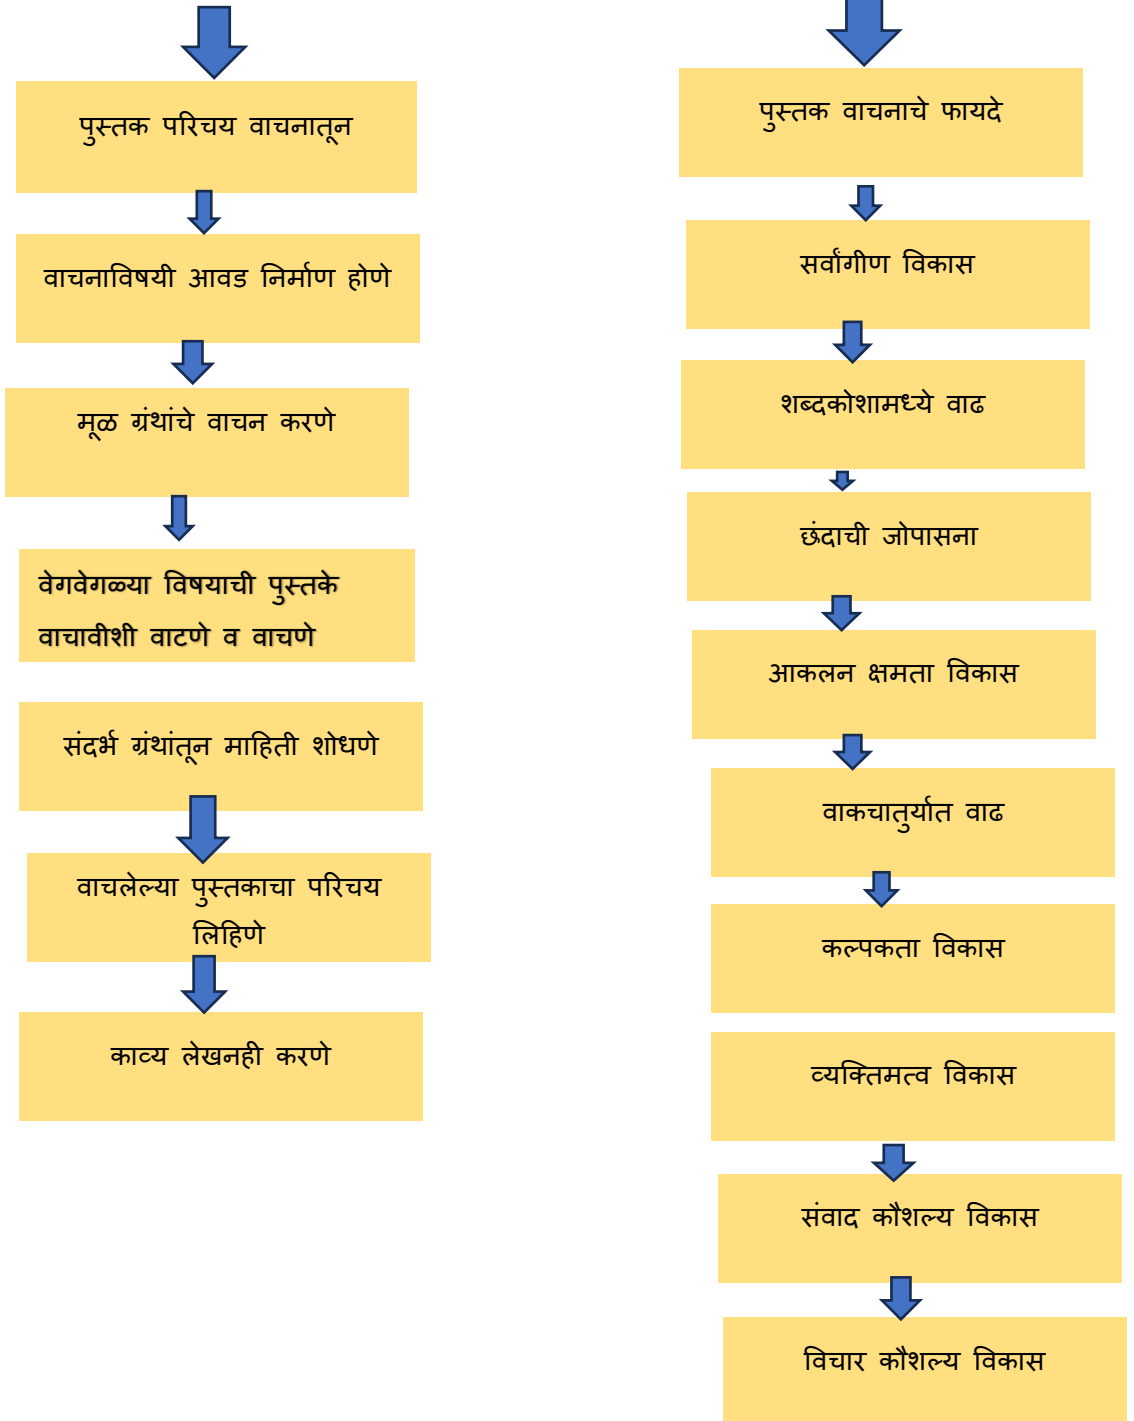 पुस्तक परिचय वाचनातून
वाचनाविषयी आवड निर्माण होणे
मूळ ग्रंथांचे वाचन करणे
वेगवेगळ्या विषयाची पुस्तके
वाचावीशी वाटणे व वाचणे
संदर्भ ग्रंथांतून माहिती शोधणे
वाचलेल्या पुस्तकाचा परिचय
लिहिणे
काव्य लेखनही करणे
पुस्तक वाचनाचे फायदे
सर्वांगीण विकास
शब्दकोशामध्ये वाढ
छंदाची जोपासना
आकलन क्षमता विकास
वाकचातुर्यात वाढ
कल्पकता विकास
व्यक्तिमत्व विकास
संवाद कौशल्य विकास
विचार कौशल्य विकास